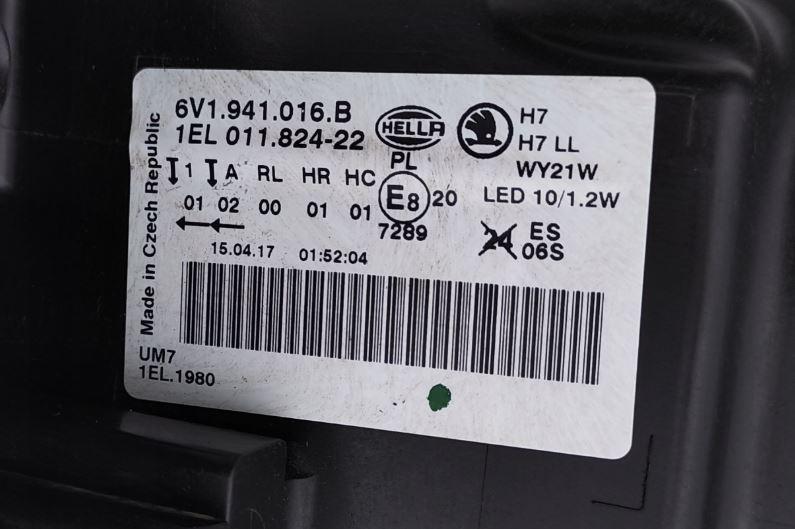 Made in Czech Republic
6V1.941.016.B
1EL 011.824-22
HELLA
H7
H7 LL
WY21W
LED 10/1.2W
1 A RL HR HC
01 02 00 01 01
PL
E8 20
7289
24 ES
06S
15.04.17 01:52:04
UM7
1EL.1980